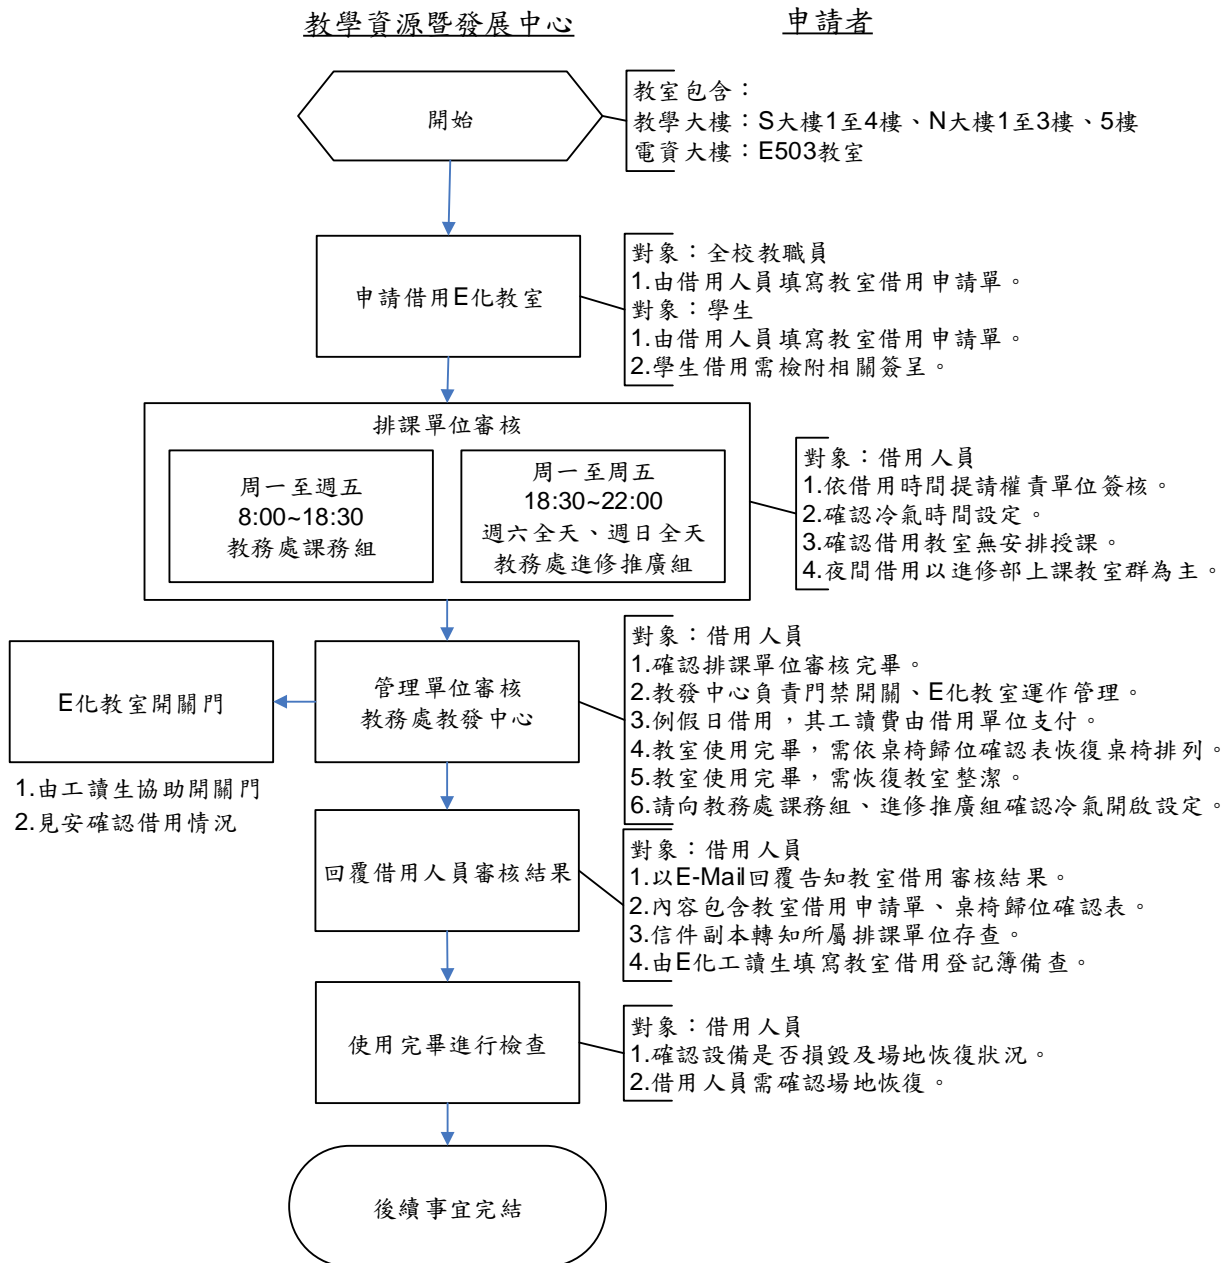 教學資源暨發展中心
申請者
開始
教室包含：
教學大樓：S大樓1至4樓、N大樓1至3樓、5樓
電資大樓：E503教室
申請借用E化教室
對象：全校教職員
1.由借用人員填寫教室借用申請單。
對象：學生
1.由借用人員填寫教室借用申請單。
2.學生借用需檢附相關簽呈。
排課單位審核
周一至週五
8:00~18:30
教務處課務組
周一至周五
18:30~22:00
週六全天、週日全天
教務處進修推廣組
對象：借用人員
1.依借用時間提請權責單位簽核。
2.確認冷氣時間設定。
3.確認借用教室無安排授課。
4.夜間借用以進修部上課教室群為主。
E化教室開關門
1.由工讀生協助開關門
2.見安確認借用情況
管理單位審核
教務處教發中心
對象：借用人員
1.確認排課單位審核完畢。
2.教發中心負責門禁開關、E化教室運作管理。
3.例假日借用，其工讀費由借用單位支付。
4.教室使用完畢，需依桌椅歸位確認表恢復桌椅排列。
5.教室使用完畢，需恢復教室整潔。
6.請向教務處課務組、進修推廣組確認冷氣開啟設定。
回覆借用人員審核結果
對象：借用人員
1.以E-Mail回覆告知教室借用審核結果。
2.內容包含教室借用申請單、桌椅歸位確認表。
3.信件副本轉知所屬排課單位存查。
4.由E化工讀生填寫教室借用登記簿備查。
使用完畢進行檢查
對象：借用人員
1.確認設備是否損毀及場地恢復狀況。
2.借用人員需確認場地恢復。
後續事宜完結